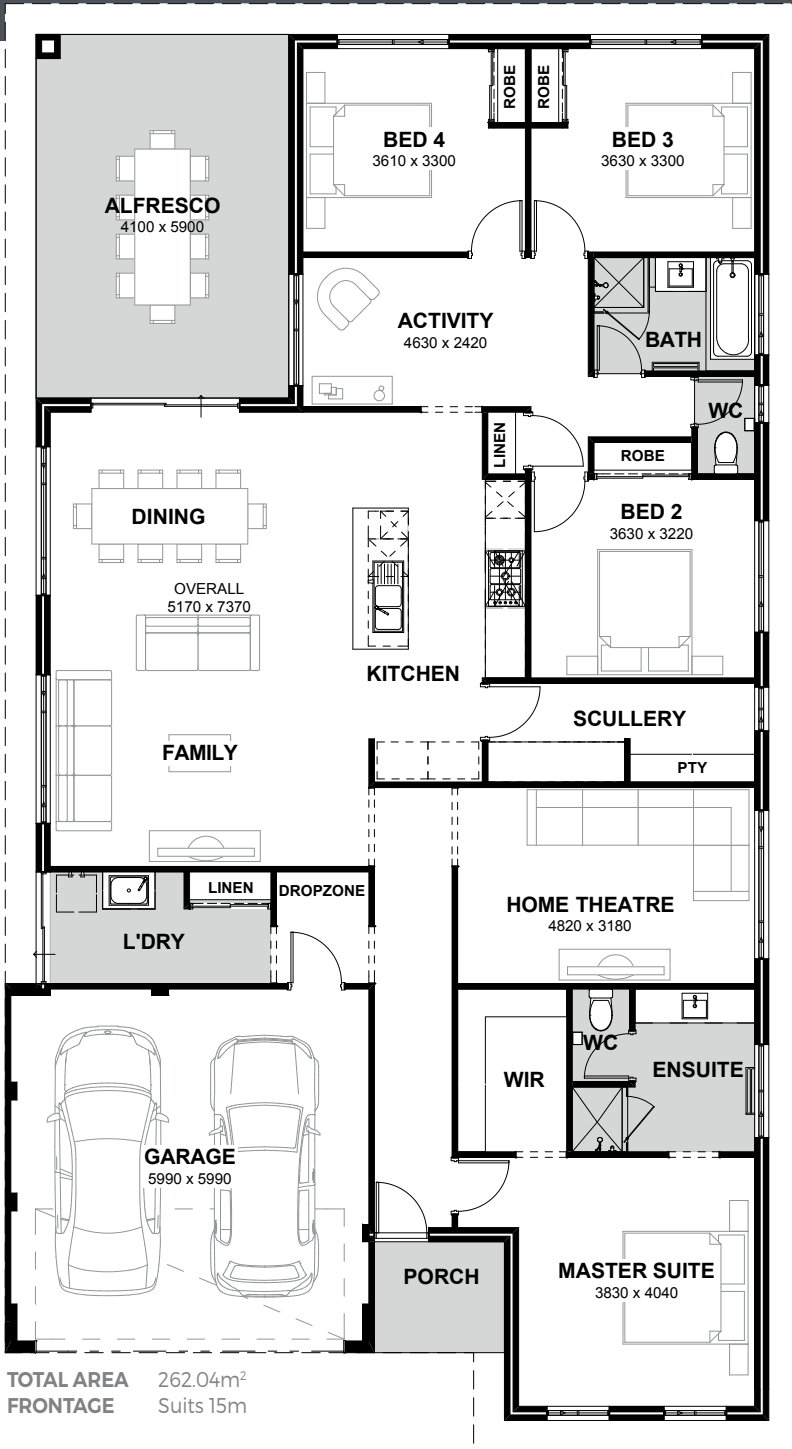 ROBE
ROBE
BED 4
3610 x 3300
BED 3
3630 x 3300
ALFRESCO
4100 x 5900
ACTIVITY
4630 x 2420
BATH
WC
LINEN
ROBE
DINING
BED 2
3630 x 3220
OVERALL
5170 x 7370
KITCHEN
SCULLERY
FAMILY
PTY
LINEN
DROPZONE
HOME THEATRE
4820 x 3180
L'DRY
WC
ENSUITE
WIR
GARAGE
5990 x 5990
PORCH
MASTER SUITE
3830 x 4040
TOTAL AREA 262.04m²
FRONTAGE Suits 15m